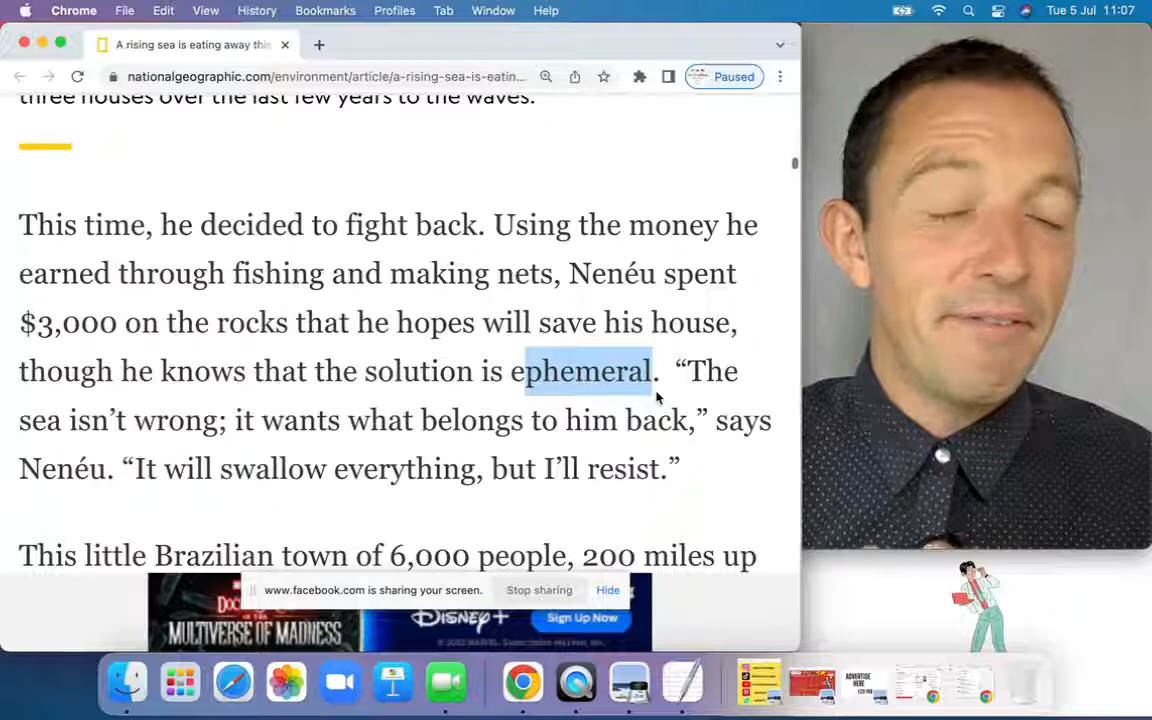 Chrome File Edit View History Bookmarks Profiles Tab Window Help Tue 5 Jul 11:07
A rising sea is eating away this
nationalgeographic.com/environment/article/a-rising-sea-is-eatin... Paused
three houses over the last few years to the waves.
This time, he decided to fight back. Using the money he
earned through fishing and making nets, Nenéu spent
$3,000 on the rocks that he hopes will save his house,
though he knows that the solution is ephemeral. “The
sea isn’t wrong; it wants what belongs to him back,” says
Nenéu. “It will swallow everything, but I’ll resist.”
This little Brazilian town of 6,000 people, 200 miles up
www.facebook.com is sharing your screen. Stop sharing Hide
MULTIVERSE OF MADNESS
Disney+ Sign Up Now
ADVERTISE
HERE